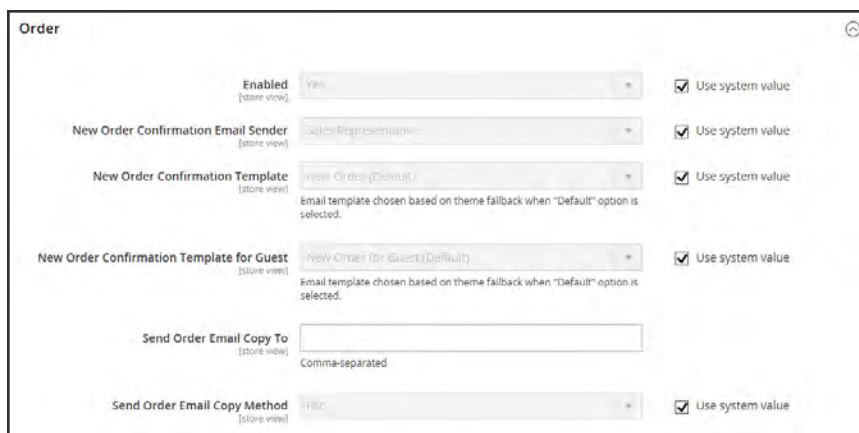 Order
Enabled Yes Use system value
[store view]
New Order Confirmation Email Sender Sales Representative Use system value
[store view]
New Order Confirmation Template New Order (Default) Use system value
[store view]
Email template chosen based on theme fallback when "Default" option is
selected.
New Order Confirmation Template for Guest New Order for Guest (Default) Use system value
[store view]
Email template chosen based on theme fallback when "Default" option is
selected.
Send Order Email Copy To
[store view]
Comma-separated
Send Order Email Copy Method Bcc Use system value
[store view]